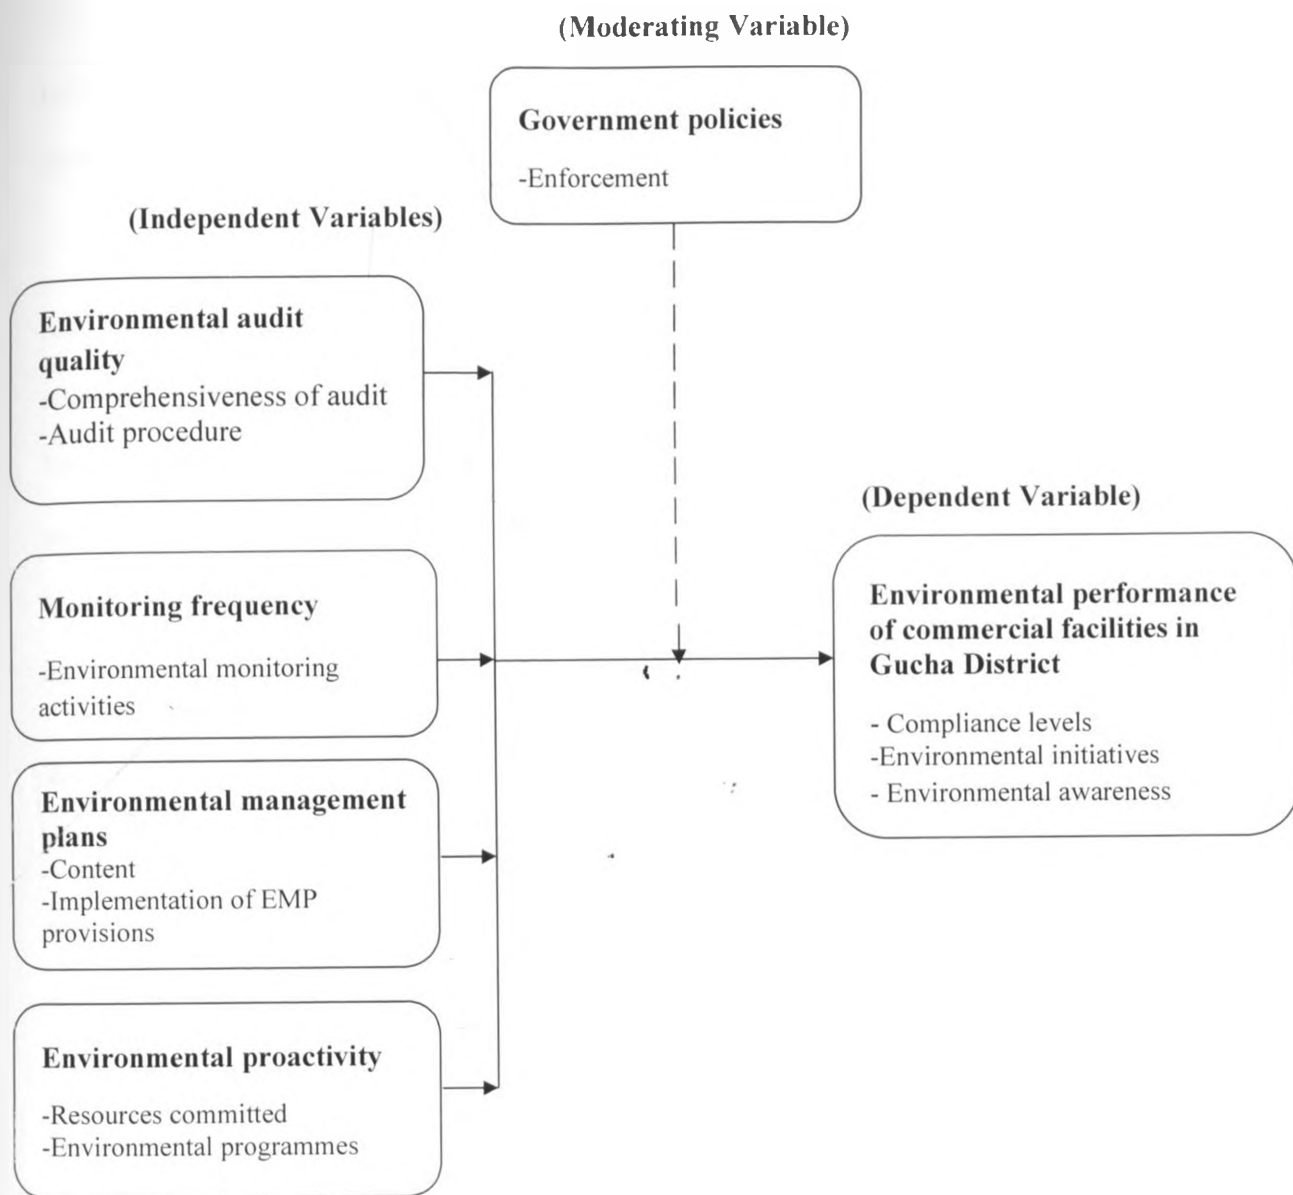 (Moderating Variable)
Government policies
-Enforcement
(Independent Variables)
Environmental audit
quality
-Comprehensiveness of audit
-Audit procedure
Monitoring frequency
-Environmental monitoring
activities
Environmental management
plans
-Content
-Implementation of EMP
provisions
Environmental proactivity
-Resources committed
-Environmental programmes
(Dependent Variable)
Environmental performance
of commercial facilities in
Gucha District
- Compliance levels
-Environmental initiatives
- Environmental awareness